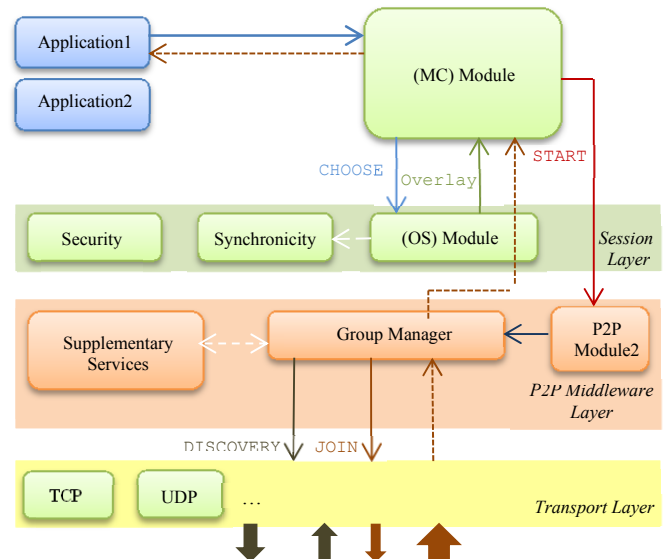 Application1
(MC) Module
Application2
CHOOSE
Overlay
START
Security
Synchronicity
(OS) Module
Session
Layer
Supplementary
Services
Group Manager
P2P
Module2
P2P Middleware
Layer
DISCOVERY
JOIN
TCP
UDP
...
Transport Layer